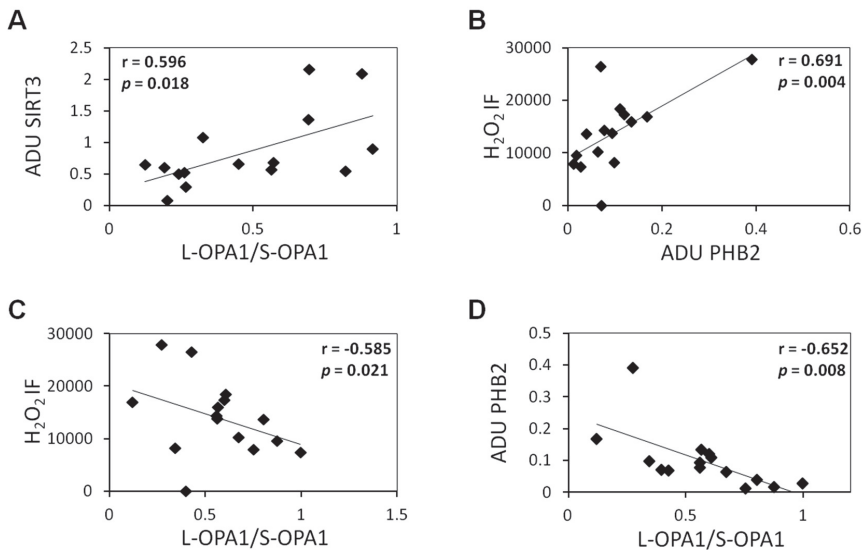 A
ADU SIRT3
2.5
2
1.5
1
0.5
0
r = 0.596
p = 0.018
0 0.5 1
L-OPA1/S-OPA1
B
H₂O₂ IF
30000
20000
10000
0
r = 0.691
p = 0.004
0 0.2 0.4 0.6
ADU PHB2
C
H₂O₂ IF
30000
20000
10000
0
r = -0.585
p = 0.021
0 0.5 1 1.5
L-OPA1/S-OPA1
D
ADU PHB2
0.5
0.4
0.3
0.2
0.1
0
r = -0.652
p = 0.008
0 0.5 1
L-OPA1/S-OPA1